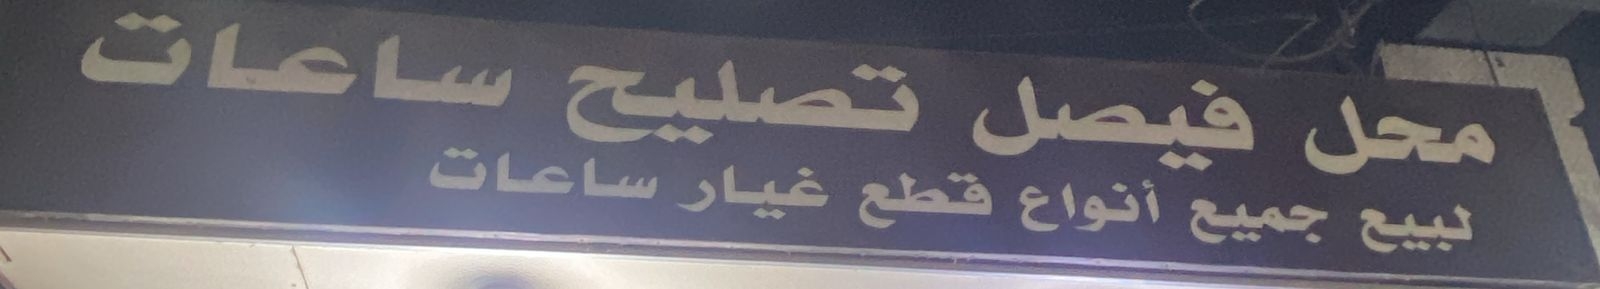 محل فيصل تصليح ساعات
لبيع جميع أنواع قطع غيار ساعات